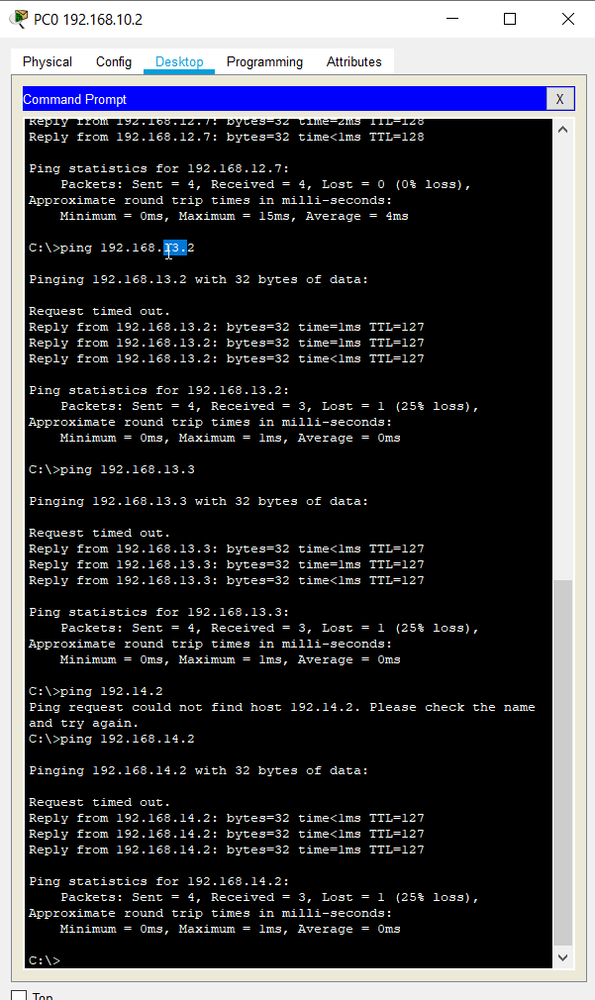 PC0 192.168.10.2
Physical Config Desktop Programming Attributes
Command Prompt
X
Reply from 192.168.12.7: bytes=32 time=2ms TTL=128
Reply from 192.168.12.7: bytes=32 time<1ms TTL=128
Ping statistics for 192.168.12.7:
Packets: Sent = 4, Received = 4, Lost = 0 (0% loss),
Approximate round trip times in milli-seconds:
Minimum = 0ms, Maximum = 15ms, Average = 4ms
C:\>ping 192.168.13.2
Pinging 192.168.13.2 with 32 bytes of data:
Request timed out.
Reply from 192.168.13.2: bytes=32 time=1ms TTL=127
Reply from 192.168.13.2: bytes=32 time=1ms TTL=127
Reply from 192.168.13.2: bytes=32 time<1ms TTL=127
Ping statistics for 192.168.13.2:
Packets: Sent = 4, Received = 3, Lost = 1 (25% loss),
Approximate round trip times in milli-seconds:
Minimum = 0ms, Maximum = 1ms, Average = 0ms
C:\>ping 192.168.13.3
Pinging 192.168.13.3 with 32 bytes of data:
Request timed out.
Reply from 192.168.13.3: bytes=32 time<1ms TTL=127
Reply from 192.168.13.3: bytes=32 time=1ms TTL=127
Reply from 192.168.13.3: bytes=32 time<1ms TTL=127
Ping statistics for 192.168.13.3:
Packets: Sent = 4, Received = 3, Lost = 1 (25% loss),
Approximate round trip times in milli-seconds:
Minimum = 0ms, Maximum = 1ms, Average = 0ms
C:\>ping 192.14.2
Ping request could not find host 192.14.2. Please check the name
and try again.
C:\>ping 192.168.14.2
Pinging 192.168.14.2 with 32 bytes of data:
Request timed out.
Reply from 192.168.14.2: bytes=32 time<1ms TTL=127
Reply from 192.168.14.2: bytes=32 time<1ms TTL=127
Reply from 192.168.14.2: bytes=32 time=1ms TTL=127
Ping statistics for 192.168.14.2:
Packets: Sent = 4, Received = 3, Lost = 1 (25% loss),
Approximate round trip times in milli-seconds:
Minimum = 0ms, Maximum = 1ms, Average = 0ms
C:\>
Top